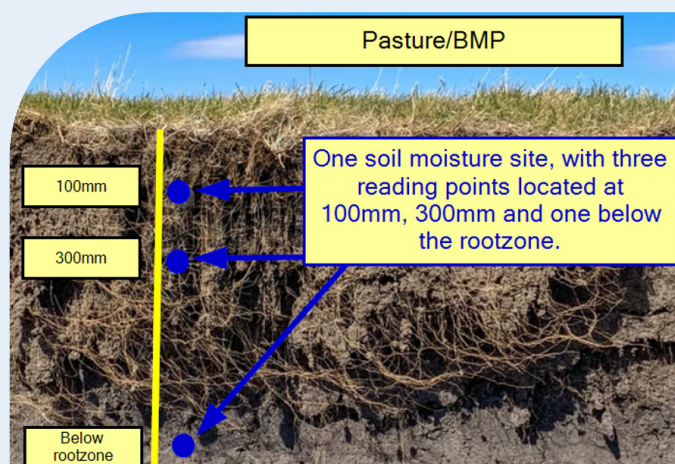 Pasture/BMP
100mm
One soil moisture site, with three
reading points located at
100mm, 300mm and one below
the rootzone.
300mm
Below
rootzone